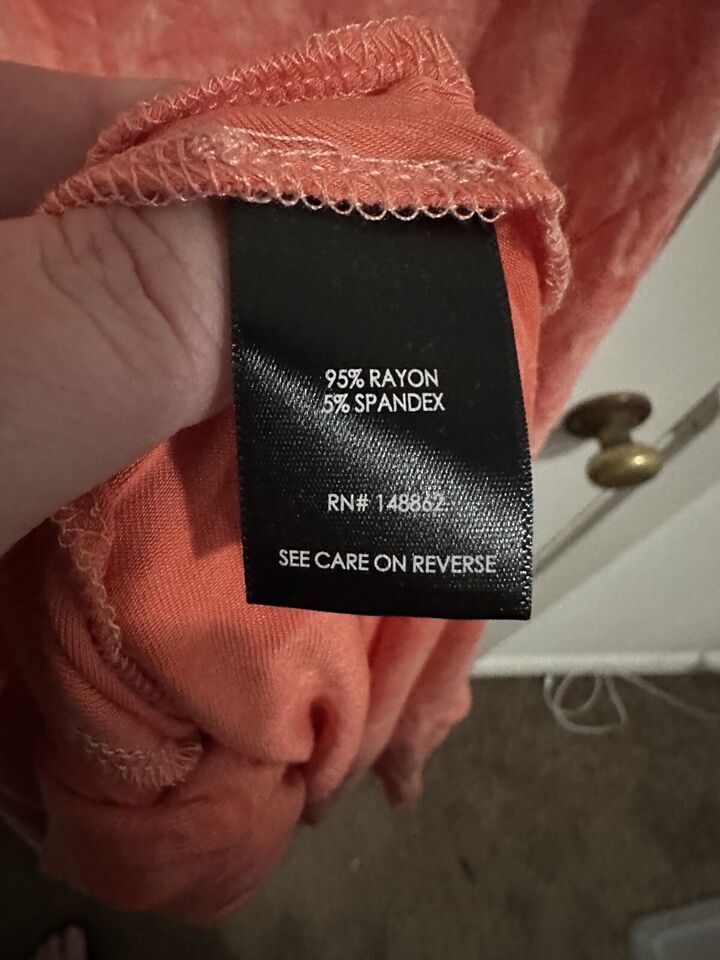 95% RAYON
5% SPANDEX
RN# 148862
SEE CARE ON REVERSE